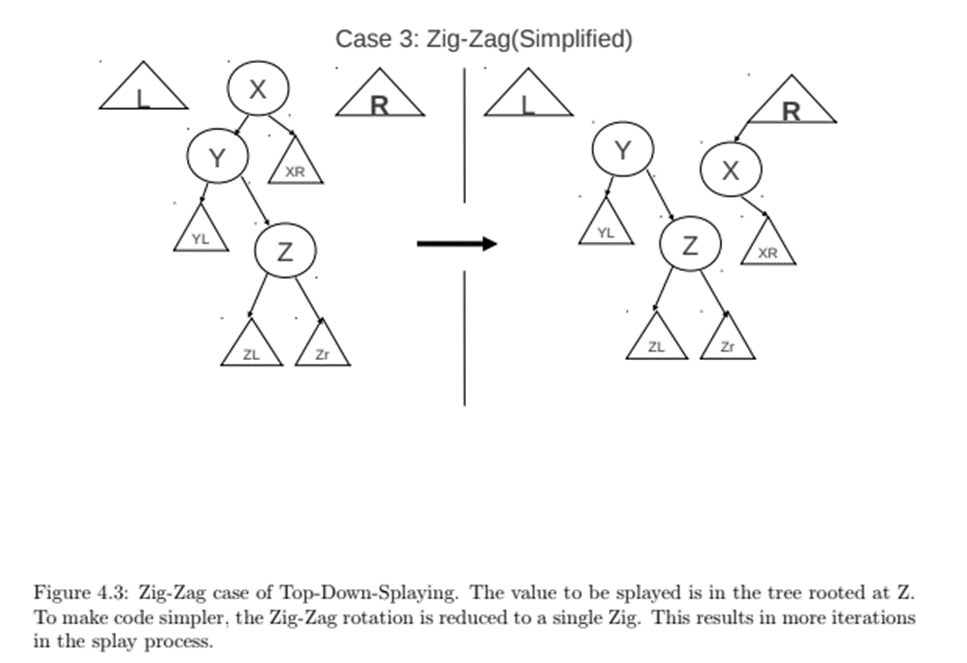 Case 3: Zig-Zag(Simplified)
L
X
R
L
R
Y
XR
Y
X
YL
Z
YL
Z
XR
ZL
Zr
ZL
Zr
Figure 4.3: Zig-Zag case of Top-Down-Splaying. The value to be splayed is in the tree rooted at Z.
To make code simpler, the Zig-Zag rotation is reduced to a single Zig. This results in more iterations
in the splay process.